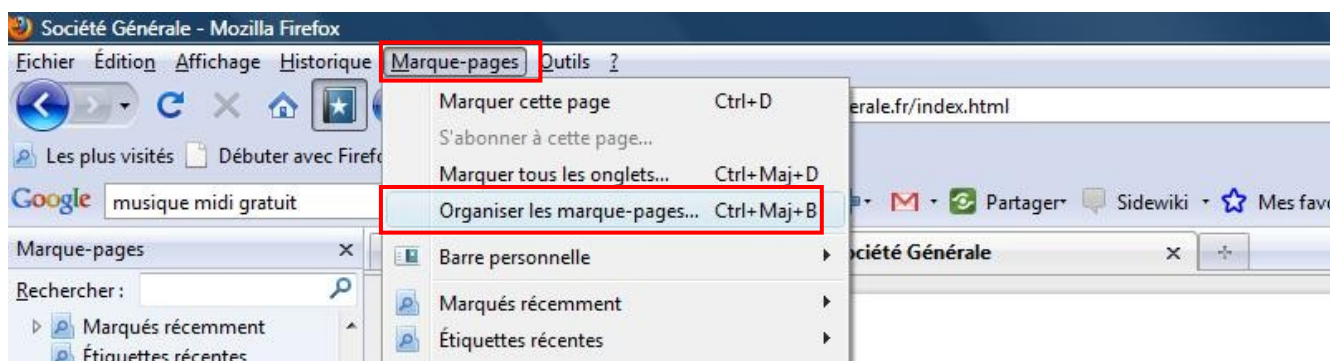 Société Générale - Mozilla Firefox
Fichier Édition Affichage Historique Marque-pages Outils ?
Marquer cette page Ctrl+D
erale.fr/index.html
S'abonner à cette page...
Les plus visités Débuter avec Firefo
Marquer tous les onglets... Ctrl+Maj+D
Google musique midi gratuit
Organiser les marque-pages... Ctrl+Maj+B
Partager Sidewiki Mes favo
Marque-pages
Barre personnelle
ociété Générale
Rechercher :
Marqués récemment
Marqués récemment
Étiquettes récentes
Étiquettes récentes